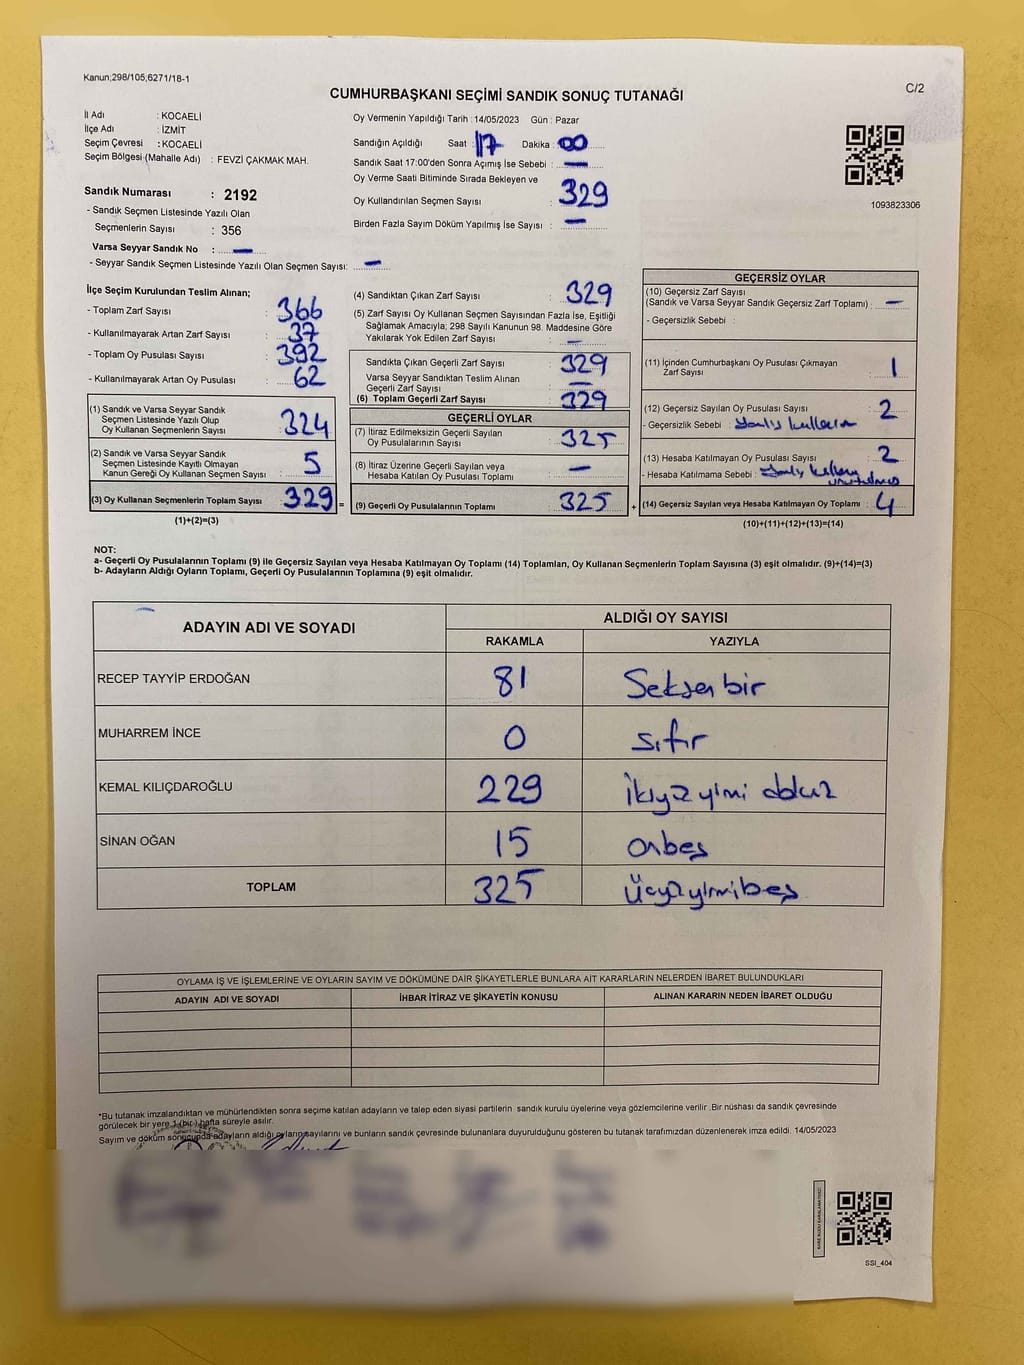 Kanun;298/105,6271/18-1
C/2
CUMHURBAŞKANI SEÇİMİ SANDIK SONUÇ TUTANAĞI
İl Adı : KOCAELİ
İlçe Adı : İZMİT
Seçim Çevresi : KOCAELİ
Seçim Bölgesi (Mahalle Adı) : FEVZİ ÇAKMAK MAH.
Sandık Numarası : 2192
- Sandık Seçmen Listesinde Yazılı Olan
Seçmenlerin Sayısı : 356
Varsa Seyyar Sandık No : —
- Seyyar Sandık Seçmen Listesinde Yazılı Olan Seçmen Sayısı: —
Oy Vermenin Yapıldığı Tarih : 14/05/2023 Gün : Pazar
Sandığın Açıldığı Saat : 17 Dakika : 00
Sandık Saat 17:00'den Sonra Açımış İse Sebebi : —
Oy Verme Saati Bitiminde Sırada Bekleyen ve
Oy Kullandırılan Seçmen Sayısı : 329
Birden Fazla Sayım Döküm Yapılmış İse Sayısı : —
1093823306
İlçe Seçim Kurulundan Teslim Alınan;
- Toplam Zarf Sayısı : 366
- Kullanılmayarak Artan Zarf Sayısı : 37
- Toplam Oy Pusulası Sayısı : 392
- Kullanılmayarak Artan Oy Pusulası : 62
(1) Sandık ve Varsa Seyyar Sandık
Seçmen Listesinde Yazılı Olup
Oy Kullanan Seçmenlerin Sayısı : 324
(2) Sandık ve Varsa Seyyar Sandık
Seçmen Listesinde Kayıtlı Olmayan
Kanun Gereği Oy Kullanan Seçmen Sayısı : 5
(3) Oy Kullanan Seçmenlerin Toplam Sayısı : 329 =
(1)+(2)=(3)
(4) Sandıktan Çıkan Zarf Sayısı : 329
(5) Zarf Sayısı Oy Kullanan Seçmen Sayısından Fazla İse, Eşitliği
Sağlamak Amacıyla; 298 Sayılı Kanunun 98. Maddesine Göre
Yakılarak Yok Edilen Zarf Sayısı : —
Sandıkta Çıkan Geçerli Zarf Sayısı : 329
Varsa Seyyar Sandıktan Teslim Alınan
Geçerli Zarf Sayısı : —
(6) Toplam Geçerli Zarf Sayısı : 329
GEÇERLİ OYLAR
(7) İtiraz Edilmeksizin Geçerli Sayılan
Oy Pusulalarının Sayısı : 325
(8) İtiraz Üzerine Geçerli Sayılan veya
Hesaba Katılan Oy Pusulası Toplamı : —
(9) Geçerli Oy Pusulalarının Toplamı : 325 +
GEÇERSİZ OYLAR
(10) Geçersiz Zarf Sayısı
(Sandık ve Varsa Seyyar Sandık Geçersiz Zarf Toplamı) : —
- Geçersizlik Sebebi :
(11) İçinden Cumhurbaşkanı Oy Pusulası Çıkmayan
Zarf Sayısı : 1
(12) Geçersiz Sayılan Oy Pusulası Sayısı : 2
- Geçersizlik Sebebi :
(13) Hesaba Katılmayan Oy Pusulası Sayısı : 2
- Hesaba Katılmama Sebebi :
(14) Geçersiz Sayılan veya Hesaba Katılmayan Oy Toplamı : 4
(10)+(11)+(12)+(13)=(14)
NOT:
a- Geçerli Oy Pusulalarının Toplamı (9) ile Geçersiz Sayılan veya Hesaba Katılmayan Oy Toplamı (14) Toplamları, Oy Kullanan Seçmenlerin Toplam Sayısına (3) eşit olmalıdır. (9)+(14)=(3)
b- Adayların Aldığı Oyların Toplamı, Geçerli Oy Pusulalarının Toplamına (9) eşit olmalıdır.
ADAYIN ADI VE SOYADI
ALDIĞI OY SAYISI
RAKAMLA YAZIYLA
RECEP TAYYİP ERDOĞAN 81 Seksen bir
MUHARREM İNCE 0 sıfır
KEMAL KILIÇDAROĞLU 229 ikiyüz yirmi dokuz
SİNAN OĞAN 15 onbeş
TOPLAM 325 üçyüzyirmibeş
OYLAMA İŞ VE İŞLEMLERİNE VE OYLARIN SAYIM VE DÖKÜMÜNE DAİR ŞİKAYETLERLE BUNLARA AİT KARARLARIN NELERDEN İBARET BULUNDUKLARI
ADAYIN ADI VE SOYADI İHBAR İTİRAZ VE ŞİKAYETİN KONUSU ALINAN KARARIN NEDEN İBARET OLDUĞU
*Bu tutanak imzalandıktan ve mühürlendikten sonra seçime katılan adayların ve talep eden siyasi partilerin sandık kurulu üyelerine veya gözlemcilerine verilir .Bir nüshası da sandık çevresinde
görülecek bir yere 1 (bir ) hafta süreyle asılır.
Sayım ve döküm sonucunda adayların aldığı oyların sayılarını ve bunların sandık çevresinde bulunanlara duyurulduğunu gösteren bu tutanak tarafımızdan düzenlenerek imza edildi. 14/05/2023
SSI_404